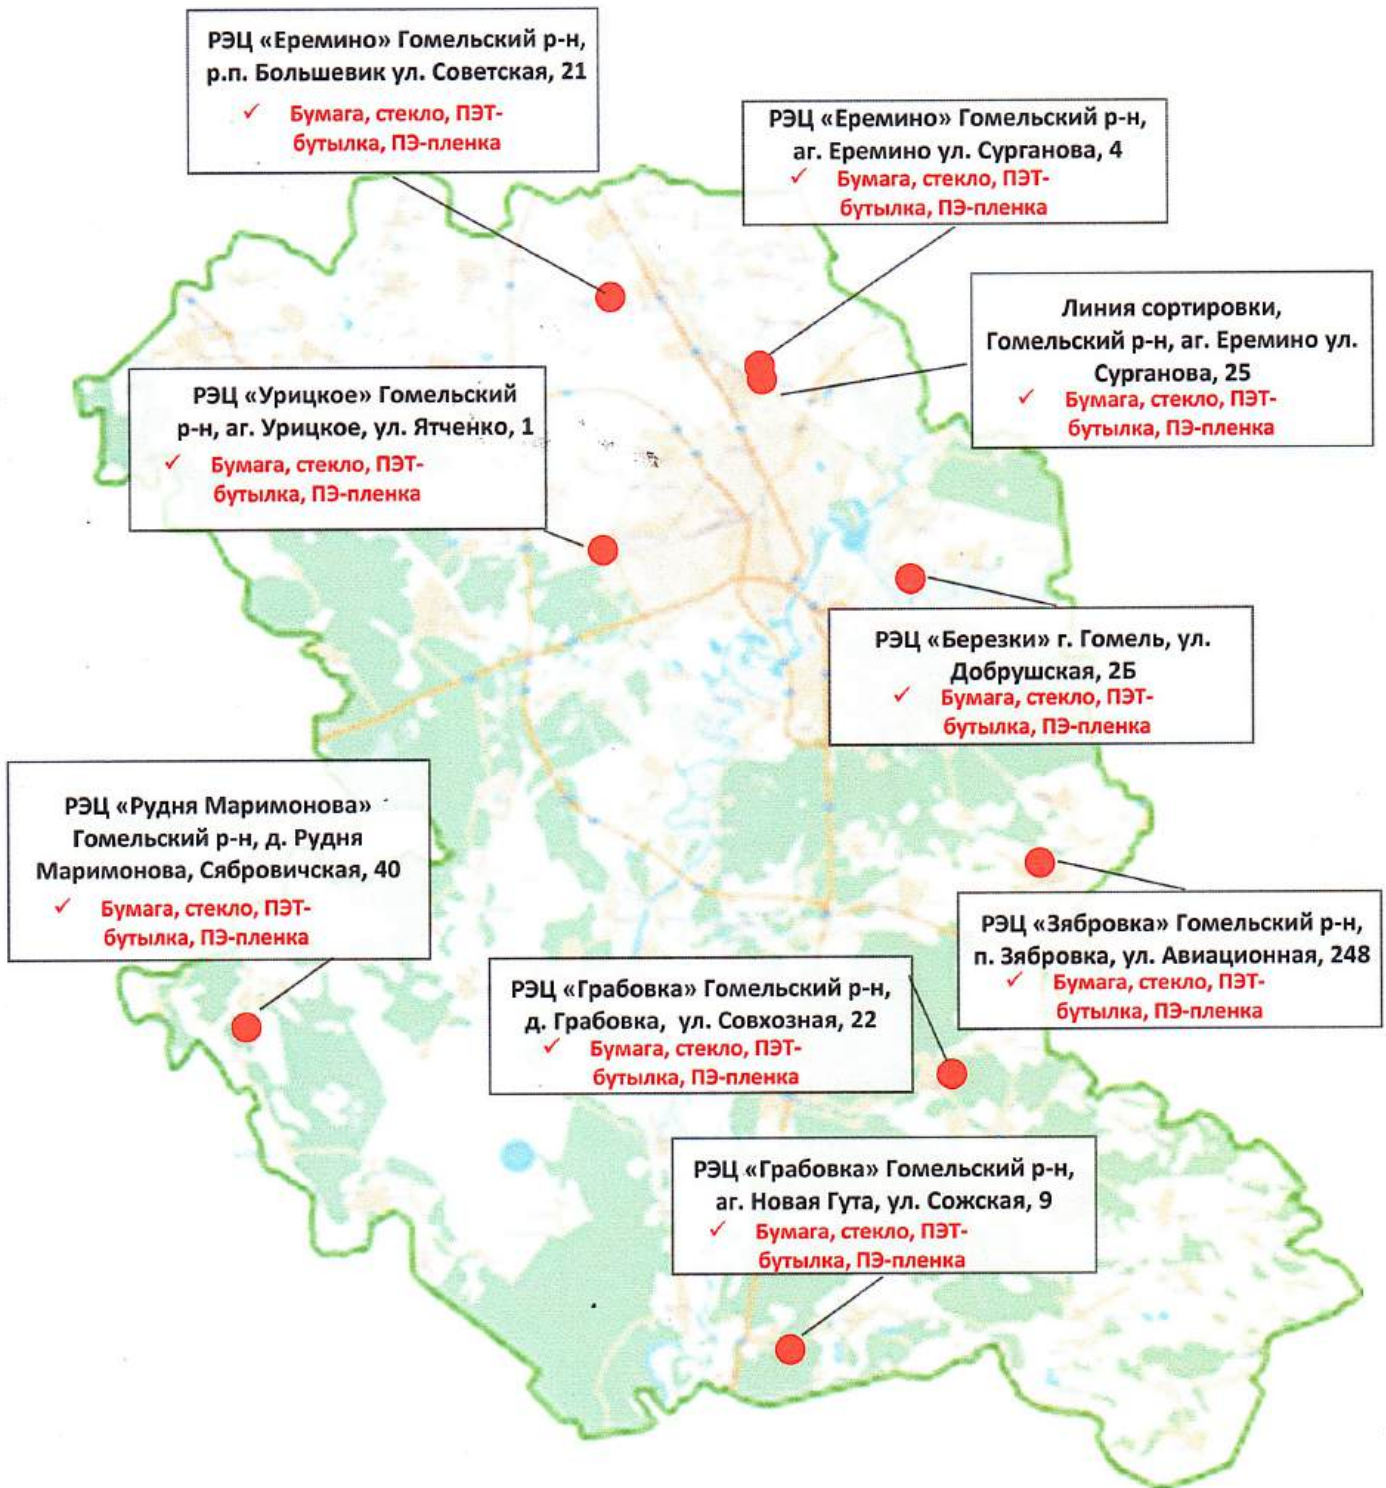 РЭЦ «Еремино» Гомельский р-н,
р.п. Большевик ул. Советская, 21
✓ Бумага, стекло, ПЭТ-
бутылка, ПЭ-пленка
РЭЦ «Еремино» Гомельский р-н,
аг. Еремино ул. Сурганова, 4
✓ Бумага, стекло, ПЭТ-
бутылка, ПЭ-пленка
Линия сортировки,
Гомельский р-н, аг. Еремино ул.
Сурганова, 25
✓ Бумага, стекло, ПЭТ-
бутылка, ПЭ-пленка
РЭЦ «Урицкое» Гомельский
р-н, аг. Урицкое, ул. Ятченко, 1
✓ Бумага, стекло, ПЭТ-
бутылка, ПЭ-пленка
РЭЦ «Березки» г. Гомель, ул.
Добрушская, 2Б
✓ Бумага, стекло, ПЭТ-
бутылка, ПЭ-пленка
РЭЦ «Рудня Маримонова»
Гомельский р-н, д. Рудня
Маримонова, Сябровичская, 40
✓ Бумага, стекло, ПЭТ-
бутылка, ПЭ-пленка
РЭЦ «Зябровка» Гомельский р-н,
п. Зябровка, ул. Авиационная, 248
✓ Бумага, стекло, ПЭТ-
бутылка, ПЭ-пленка
РЭЦ «Грабовка» Гомельский р-н,
д. Грабовка, ул. Совхозная, 22
✓ Бумага, стекло, ПЭТ-
бутылка, ПЭ-пленка
РЭЦ «Грабовка» Гомельский р-н,
аг. Новая Гута, ул. Сожская, 9
✓ Бумага, стекло, ПЭТ-
бутылка, ПЭ-пленка